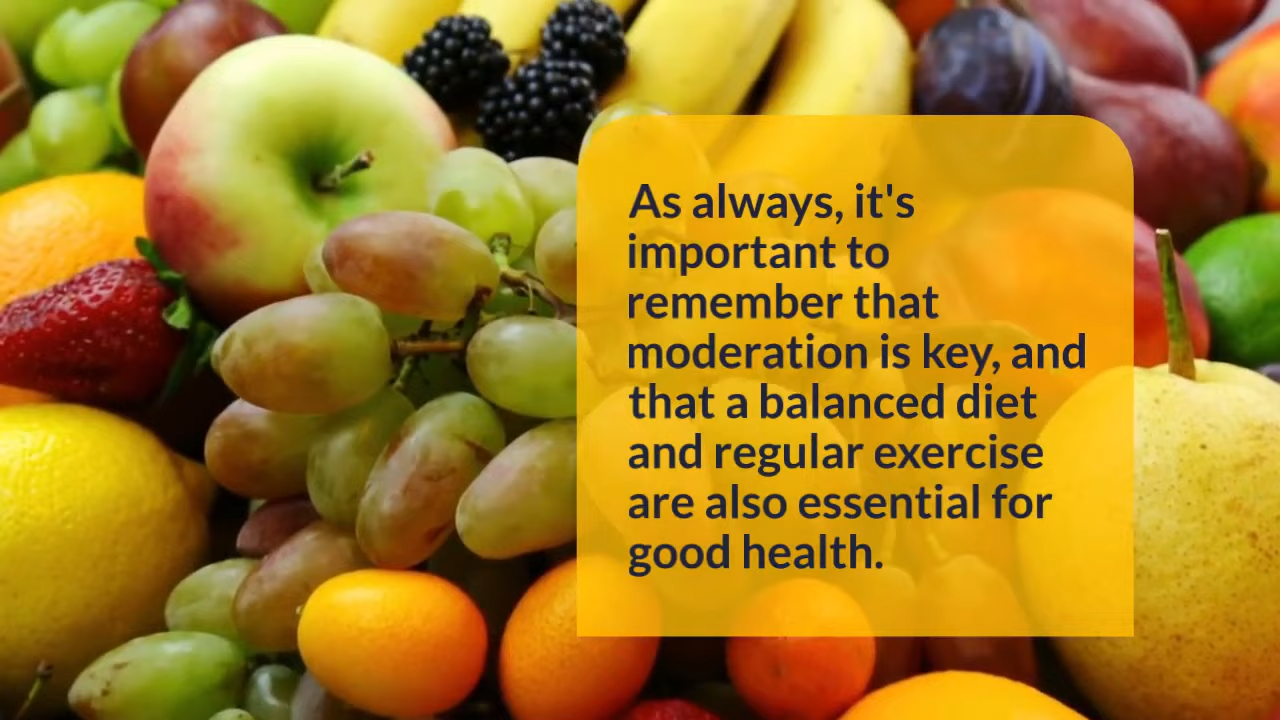 As always, it's
important to
remember that
moderation is key, and
that a balanced diet
and regular exercise
are also essential for
good health.